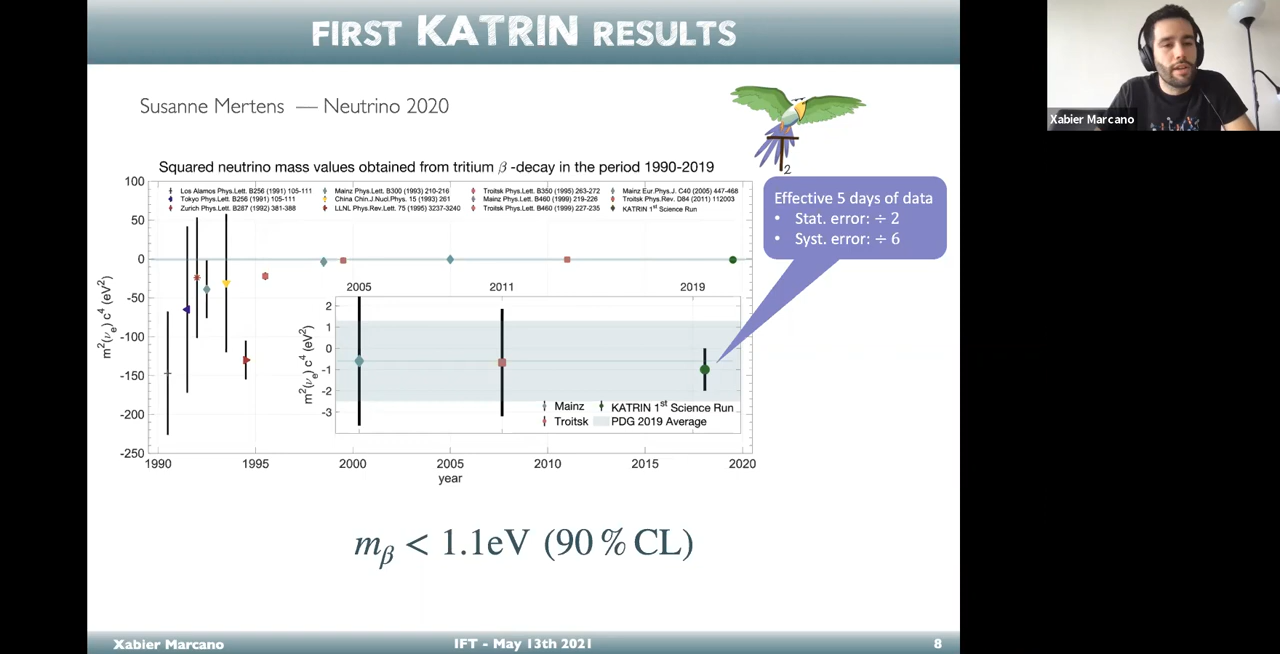 FIRST KATRIN RESULTS
Susanne Mertens — Neutrino 2020
2
Squared neutrino mass values obtained from tritium β -decay in the period 1990-2019
Los Alamos Phys.Lett. B256 (1991) 105-111
Tokyo Phys.Lett. B256 (1991) 105-111
Zurich Phys.Lett. B287 (1992) 381-388
Mainz Phys.Lett. B300 (1993) 210-216
China Chin.J.Nucl.Phys. 15 (1993) 261
LLNL Phys.Rev.Lett. 75 (1995) 3237-3240
Troitsk Phys.Lett. B350 (1995) 263-272
Mainz Phys.Lett. B460 (1999) 219-226
Troitsk Phys.Lett. B460 (1999) 227-235
Mainz Eur.Phys.J. C40 (2005) 447-468
Troitsk Phys.Rev. D84 (2011) 112003
KATRIN 1st Science Run
Effective 5 days of data
• Stat. error: ÷ 2
• Syst. error: ÷ 6
m²(νe) c⁴ (eV²)
100
50
0
-50
-100
-150
-200
-250
1990 1995 2000 2005 2010 2015 2020
year
2005 2011 2019
m²(νe) c⁴ (eV²)
2
1
0
-1
-2
-3
Mainz KATRIN 1st Science Run
Troitsk PDG 2019 Average
mβ < 1.1eV (90 % CL)
Xabier Marcano IFT - May 13th 2021 8
Xabier Marcano